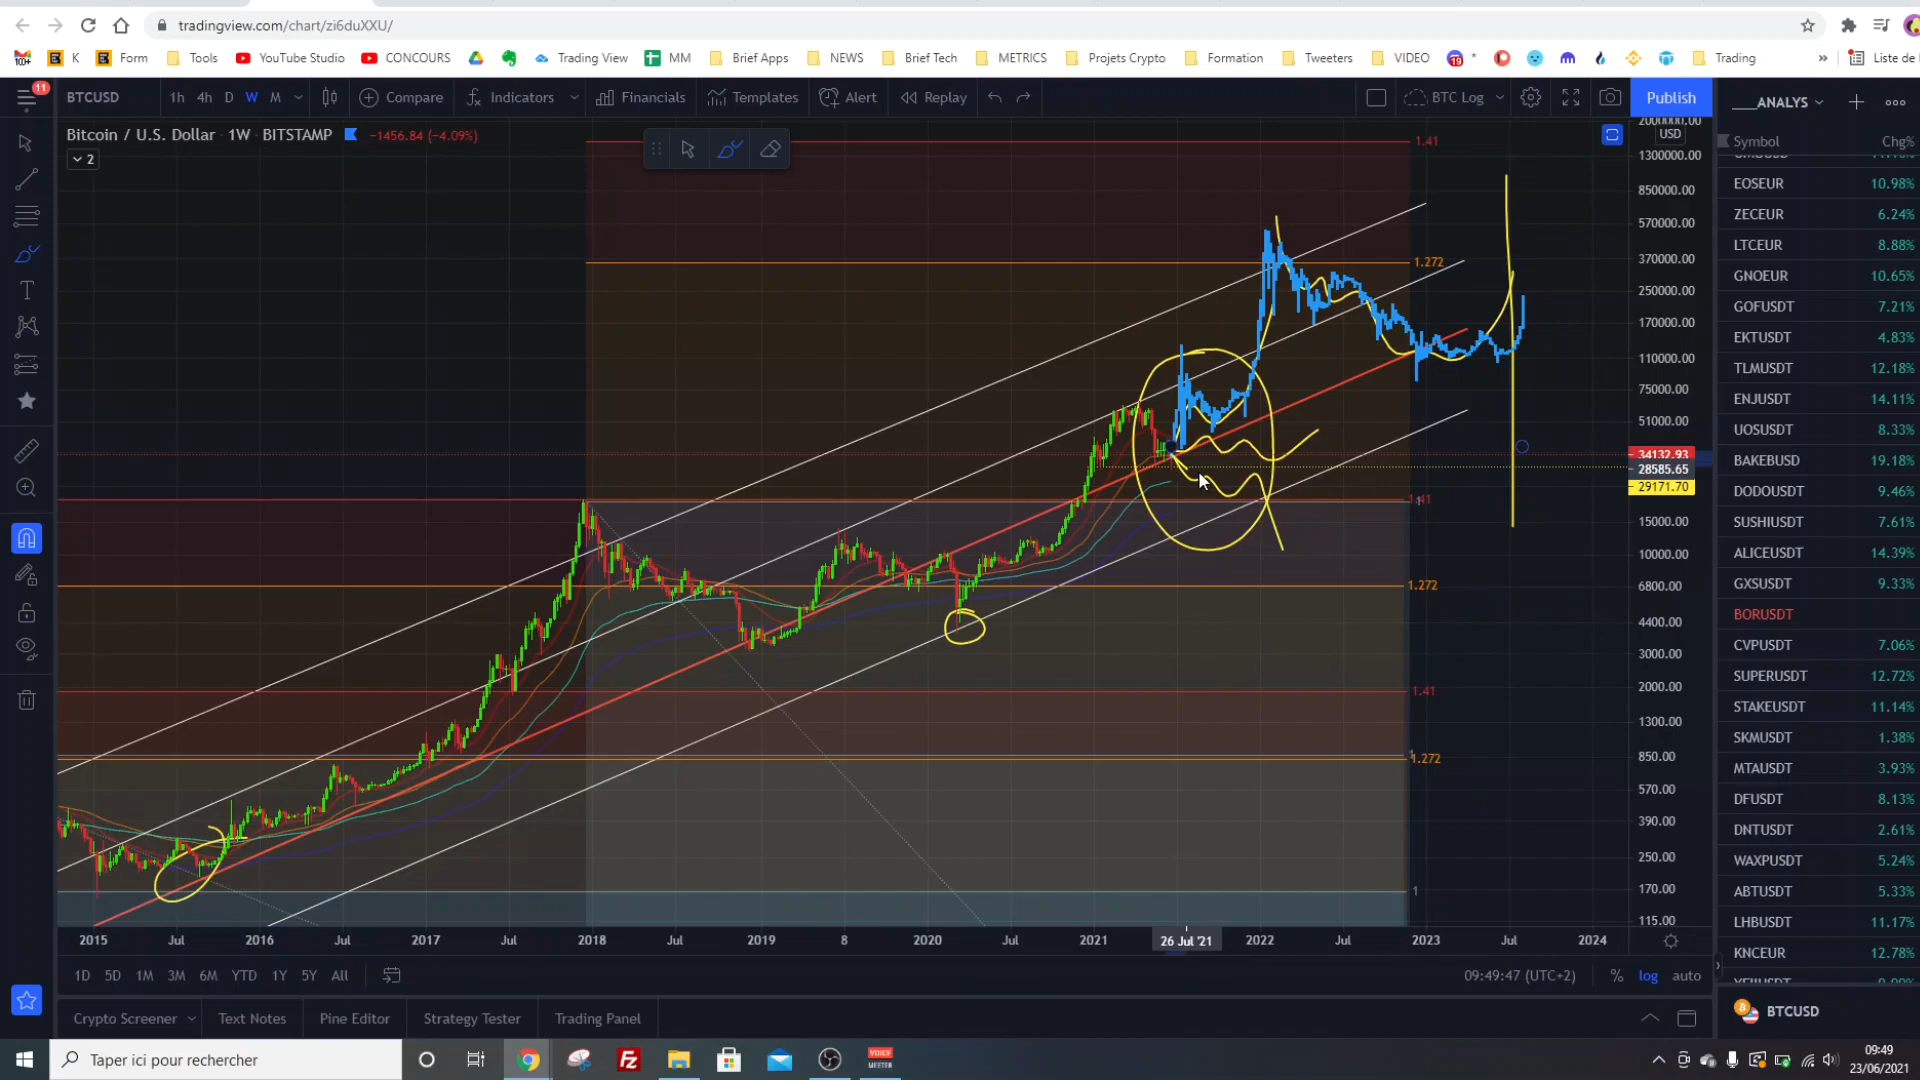 tradingview.com/chart/zi6duXXU/
K Form Tools YouTube Studio CONCOURS Trading View MM Brief Apps NEWS Brief Tech METRICS Projets Crypto Formation Tweeters VIDEO 19 Trading » Liste de
11 BTCUSD 1h 4h D W M Compare Indicators Financials Templates Alert Replay BTC Log Publish ___ANALYS
Bitcoin / U.S. Dollar 1W BITSTAMP −1456.84 (−4.09%)
2
USD
1300000.00
850000.00
570000.00
370000.00
250000.00
170000.00
110000.00
75000.00
51000.00
34132.93
28585.65
29171.70
15000.00
10000.00
6800.00
4400.00
3000.00
2000.00
1300.00
850.00
570.00
390.00
250.00
170.00
115.00
1.41
1.272
1.272
1.41
1.272
1
Symbol Chg%
EOSEUR 10.98%
ZECEUR 6.24%
LTCEUR 8.88%
GNOEUR 10.65%
GOFUSDT 7.21%
EKTUSDT 4.83%
TLMUSDT 12.18%
ENJUSDT 14.11%
UOSUSDT 8.33%
BAKEBUSD 19.18%
DODOUSDT 9.46%
SUSHIUSDT 7.61%
ALICEUSDT 14.39%
GXSUSDT 9.33%
BORUSDT
CVPUSDT 7.06%
SUPERUSDT 12.72%
STAKEUSDT 11.14%
SKMUSDT 1.38%
MTAUSDT 3.93%
DFUSDT 8.13%
DNTUSDT 2.61%
WAXPUSDT 5.24%
ABTUSDT 5.33%
LHBUSDT 11.17%
KNCEUR 12.78%
2015 Jul 2016 Jul 2017 Jul 2018 Jul 2019 8 2020 Jul 2021 26 Jul '21 2022 Jul 2023 Jul 2024
1D 5D 1M 3M 6M YTD 1Y 5Y All 09:49:47 (UTC+2) % log auto
Crypto Screener Text Notes Pine Editor Strategy Tester Trading Panel
BTCUSD
Taper ici pour rechercher
VOICE
MEETER
09:49
23/06/2021